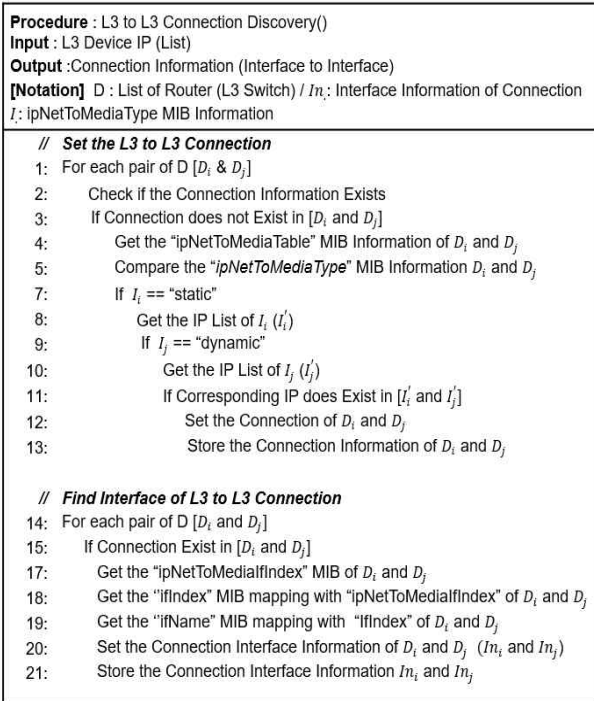 Procedure : L3 to L3 Connection Discovery()
Input : L3 Device IP (List)
Output :Connection Information (Interface to Interface)
[Notation] D : List of Router (L3 Switch) / In,: Interface Information of Connection
I,: ipNetToMediaType MIB Information
// Set the L3 to L3 Connection
1: For each pair of D [Di & Dj]
2: Check if the Connection Information Exists
3: If Connection does not Exist in [Di and Dj]
4: Get the “ipNetToMediaTable” MIB Information of Di and Dj
5: Compare the “ipNetToMediaType” MIB Information Di and Dj
7: If Ii == “static”
8: Get the IP List of Ii (Ii′)
9: If Ij == “dynamic”
10: Get the IP List of Ij (Ij′)
11: If Corresponding IP does Exist in [Ii′ and Ij′]
12: Set the Connection of Di and Dj
13: Store the Connection Information of Di and Dj
// Find Interface of L3 to L3 Connection
14: For each pair of D [Di and Dj]
15: If Connection Exist in [Di and Dj]
17: Get the “ipNetToMediaIfIndex” MIB of Di and Dj
18: Get the “ifIndex” MIB mapping with “ipNetToMediaIfIndex” of Di and Dj
19: Get the “ifName” MIB mapping with “IfIndex” of Di and Dj
20: Set the Connection Interface Information of Di and Dj (Ini and Inj)
21: Store the Connection Interface Information Ini and Inj